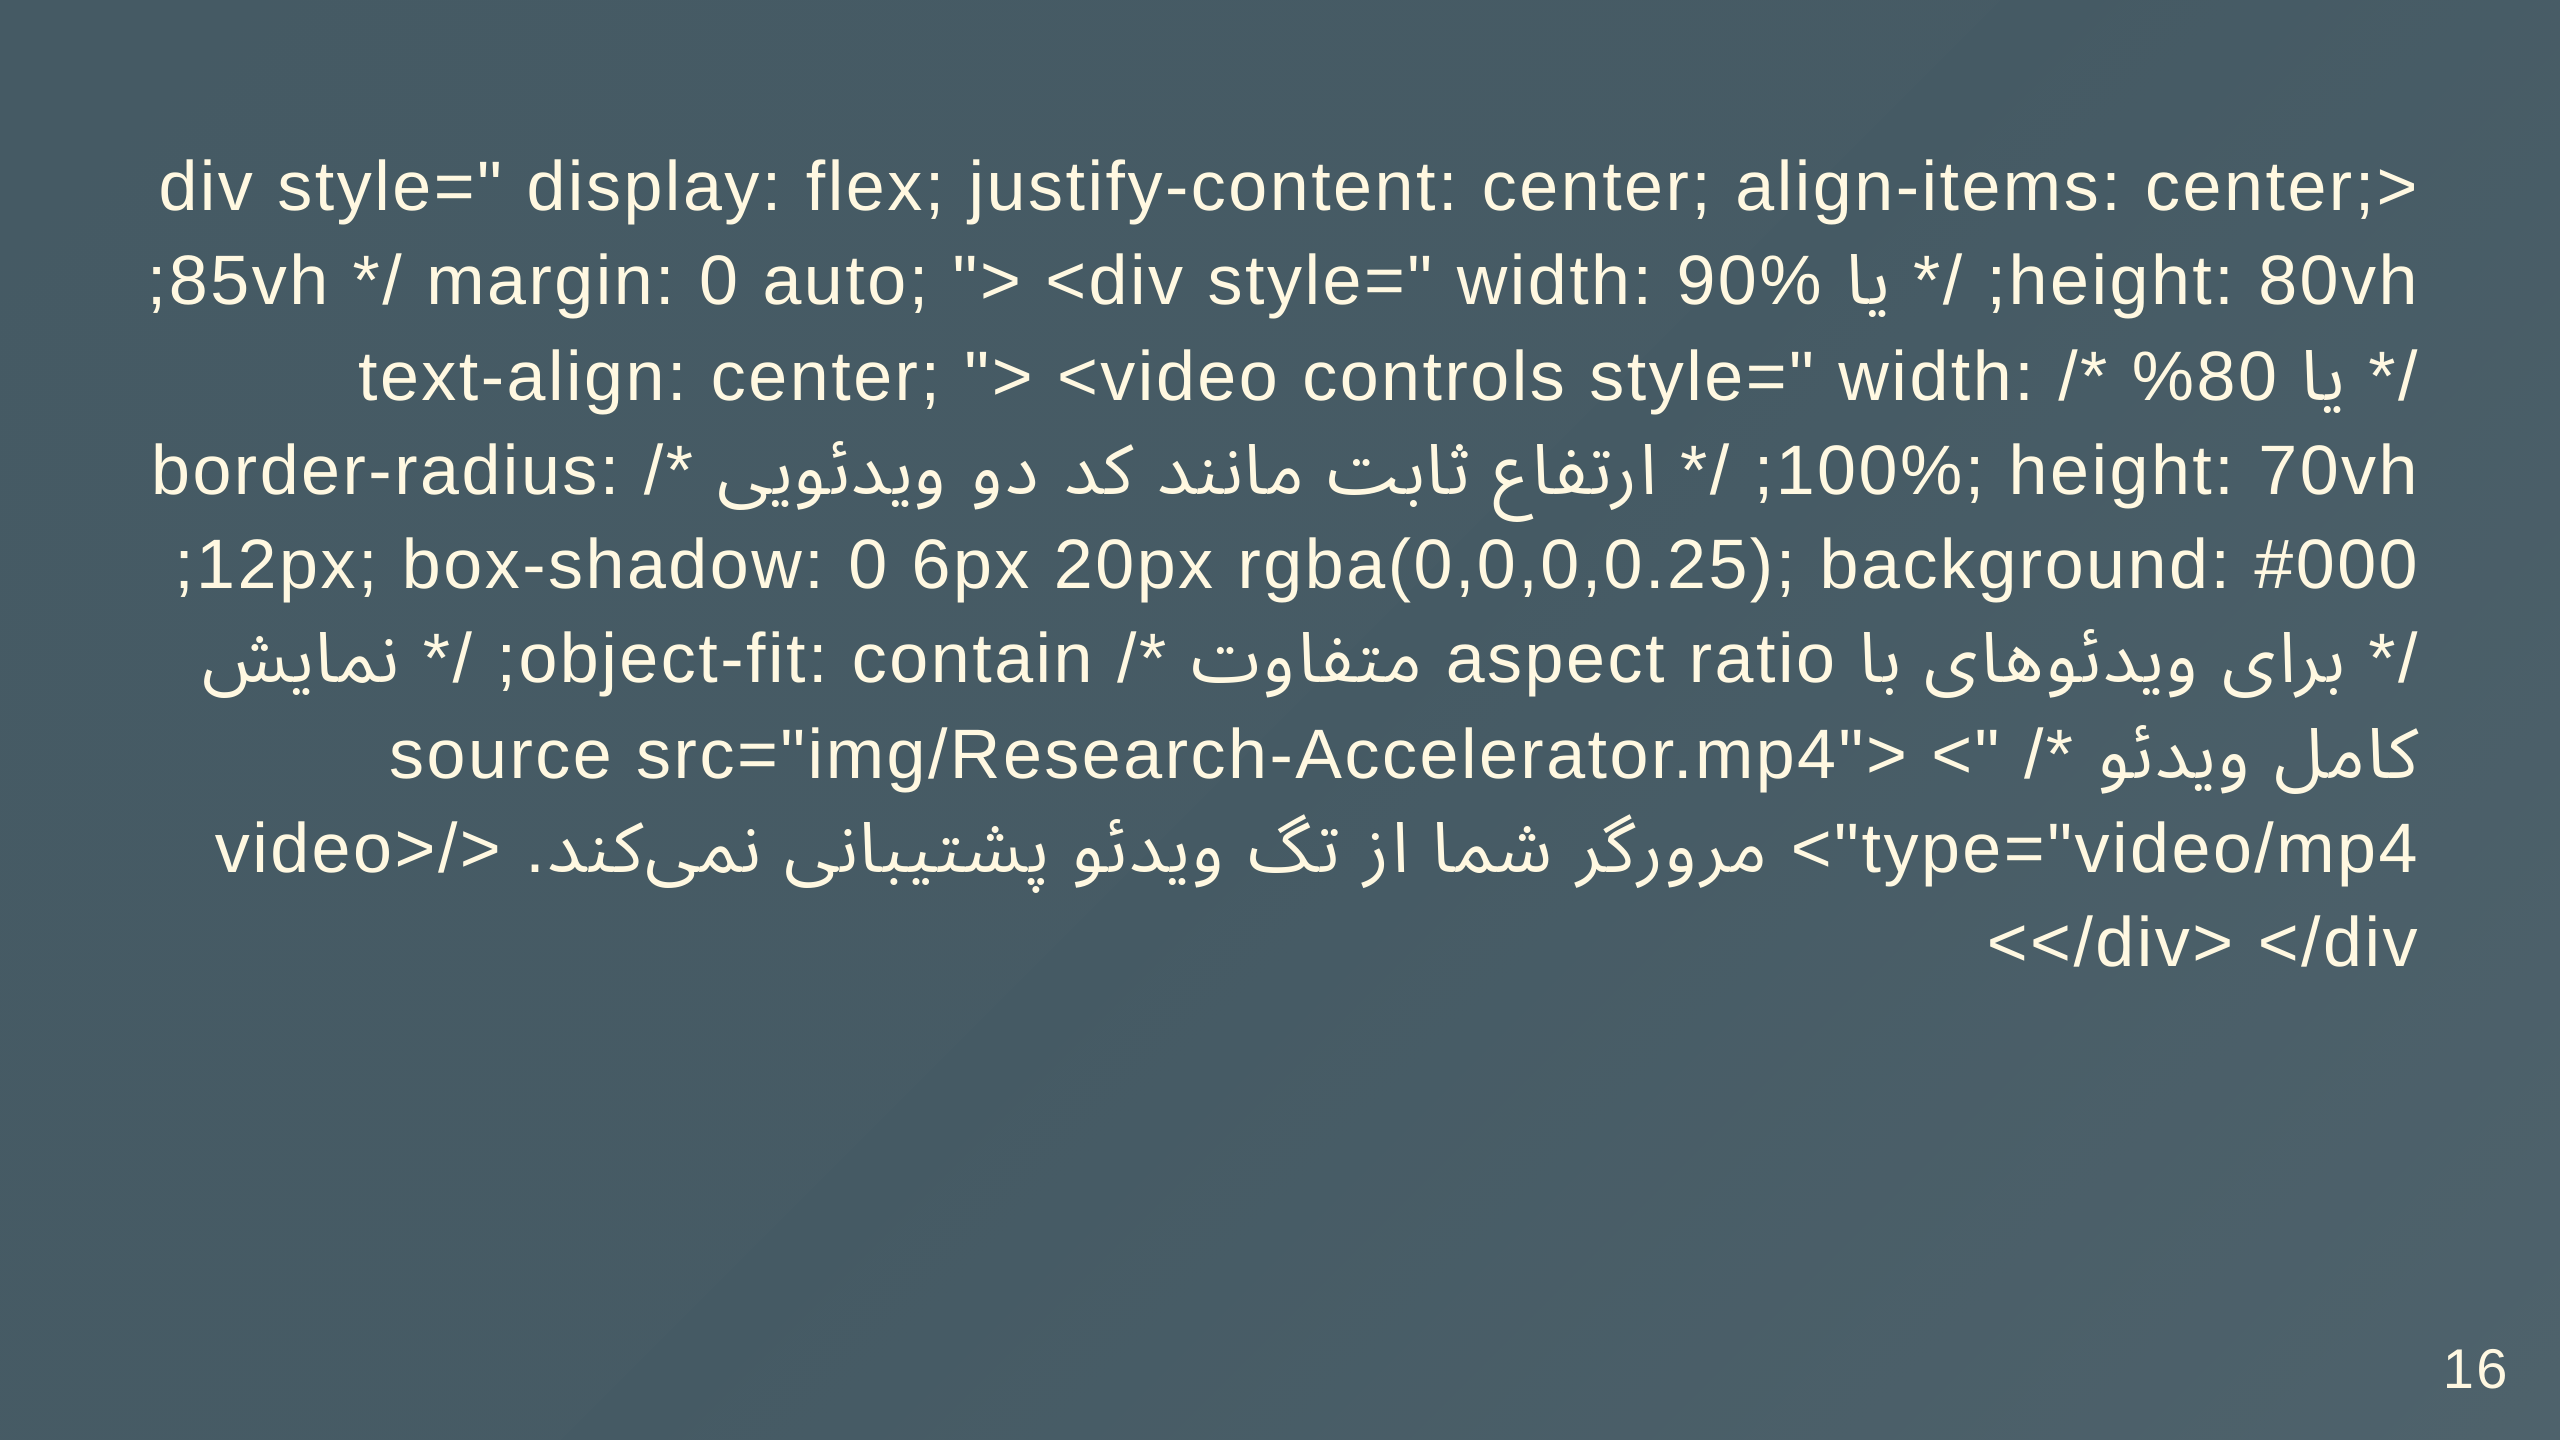 <div style=" display: flex; justify-content: center; align-items: center;
height: 80vh; /* یا 85vh */ margin: 0 auto; "> <div style=" width: 90%;
/* یا 80% */ text-align: center; "> <video controls style=" width:
100%; height: 70vh; /* ارتفاع ثابت مانند کد دو ویدئویی */ border-radius:
12px; box-shadow: 0 6px 20px rgba(0,0,0,0.25); background: #000;
/* برای ویدئوهای با aspect ratio متفاوت */ object-fit: contain; /* نمایش
کامل ویدئو */ "> <source src="img/Research-Accelerator.mp4"
type="video/mp4"> مرورگر شما از تگ ویدئو پشتیبانی نمی‌کند. </video>
</div> </div>
16